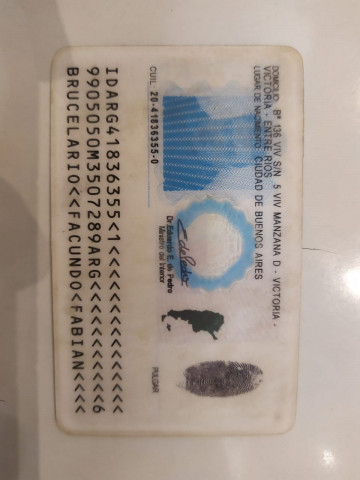 DOMICILIO: Bº 136 VIV S/N 5 VIV MANZANA D - VICTORIA -
VICTORIA - ENTRE RIOS
LUGAR DE NACIMIENTO: CIUDAD DE BUENOS AIRES
CUIL: 20-41836355-0
Dr. Eduardo E. de Pedro
Ministro del Interior
PULGAR
IDARG41836355<1<<<<<<<<<<<<<<<
9905050M3507289ARG<<<<<<<<<<<6
BRUCELARIO<<FACUNDO<FABIAN<<<<